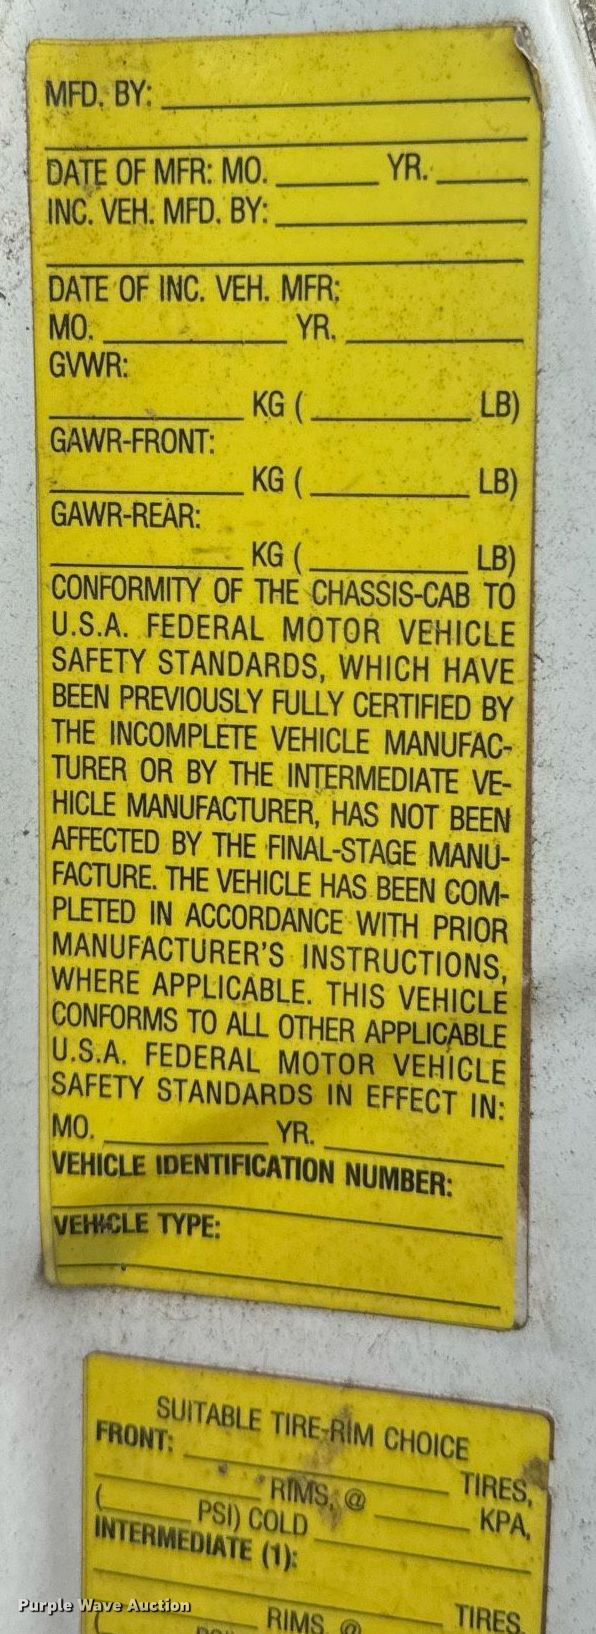 MFD. BY:
DATE OF MFR: MO. YR.
INC. VEH. MFD. BY:
DATE OF INC. VEH. MFR:
MO. YR.
GVWR:
KG ( LB)
GAWR-FRONT:
KG ( LB)
GAWR-REAR:
KG ( LB)
CONFORMITY OF THE CHASSIS-CAB TO
U.S.A. FEDERAL MOTOR VEHICLE
SAFETY STANDARDS, WHICH HAVE
BEEN PREVIOUSLY FULLY CERTIFIED BY
THE INCOMPLETE VEHICLE MANUFAC-
TURER OR BY THE INTERMEDIATE VE-
HICLE MANUFACTURER, HAS NOT BEEN
AFFECTED BY THE FINAL-STAGE MANU-
FACTURE. THE VEHICLE HAS BEEN COM-
PLETED IN ACCORDANCE WITH PRIOR
MANUFACTURER'S INSTRUCTIONS,
WHERE APPLICABLE. THIS VEHICLE
CONFORMS TO ALL OTHER APPLICABLE
U.S.A. FEDERAL MOTOR VEHICLE
SAFETY STANDARDS IN EFFECT IN:
MO. YR.
VEHICLE IDENTIFICATION NUMBER:
VEHICLE TYPE:
SUITABLE TIRE-RIM CHOICE
FRONT:
TIRES,
RIMS, @ KPA,
( PSI) COLD
INTERMEDIATE (1):
TIRES,
RIMS, @
Purple Wave Auction